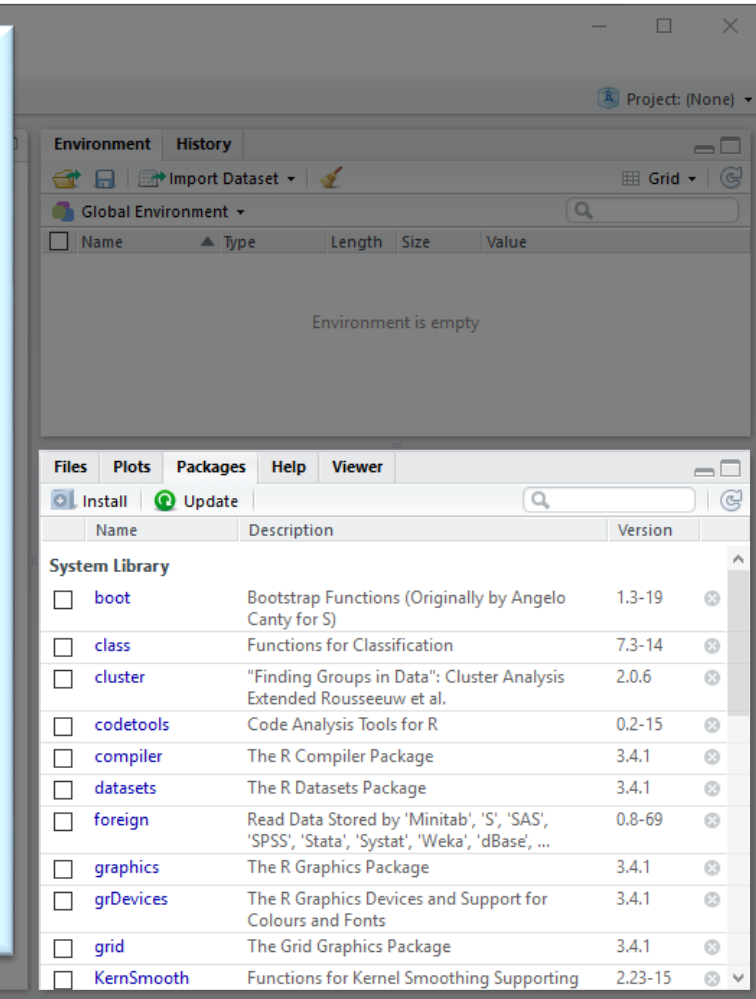 Project: (None)
Environment History
Import Dataset Grid
Global Environment
Name Type Length Size Value
Environment is empty
Files Plots Packages Help Viewer
Install Update
Name Description Version
System Library
boot Bootstrap Functions (Originally by Angelo 1.3-19
Canty for S)
class Functions for Classification 7.3-14
cluster "Finding Groups in Data": Cluster Analysis 2.0.6
Extended Rousseeuw et al.
codetools Code Analysis Tools for R 0.2-15
compiler The R Compiler Package 3.4.1
datasets The R Datasets Package 3.4.1
foreign Read Data Stored by 'Minitab', 'S', 'SAS', 0.8-69
'SPSS', 'Stata', 'Systat', 'Weka', 'dBase', ...
graphics The R Graphics Package 3.4.1
grDevices The R Graphics Devices and Support for 3.4.1
Colours and Fonts
grid The Grid Graphics Package 3.4.1
KernSmooth Functions for Kernel Smoothing Supporting 2.23-15